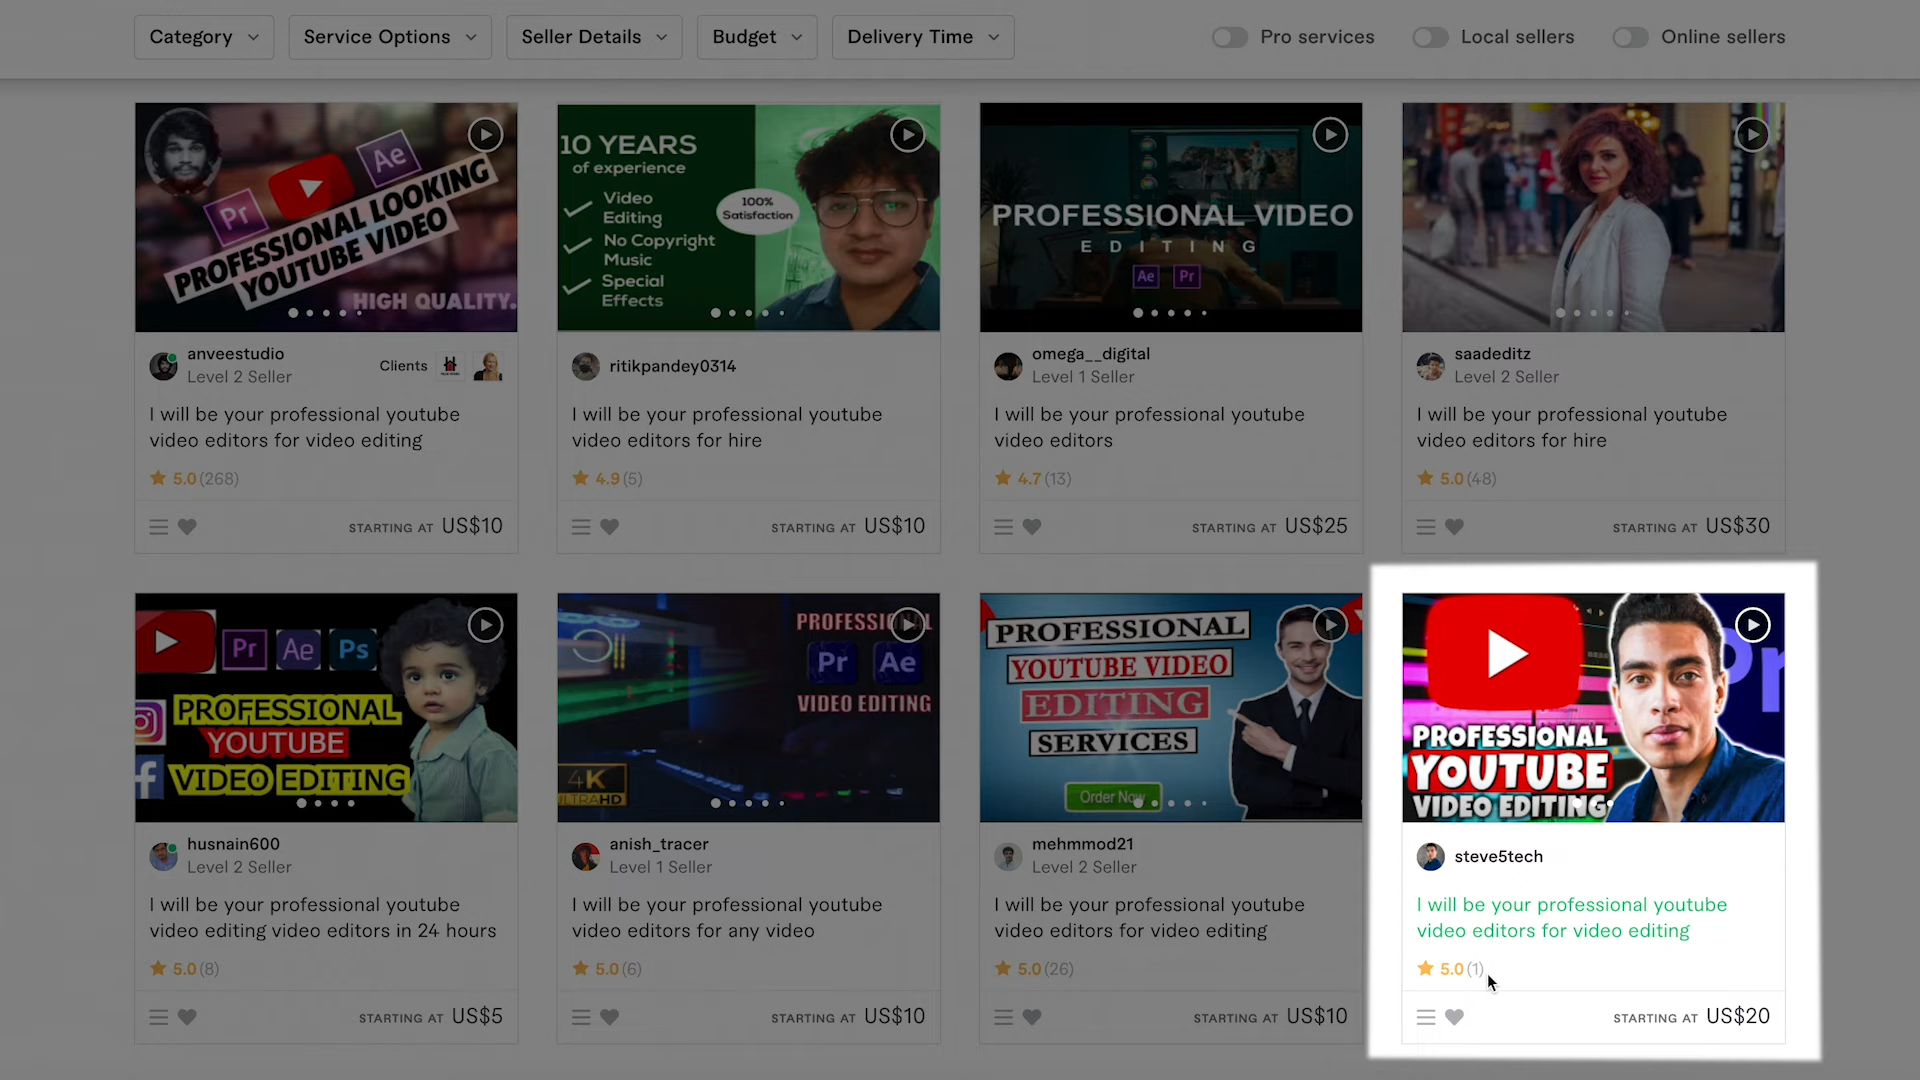 Category
Service Options
Seller Details
Budget
Delivery Time
Pro services
Local sellers
Online sellers
Ae
Pr
PROFESSIONAL LOOKING
YOUTUBE VIDEO
HIGH QUALITY.
10 YEARS
of experience
Video
Editing
No Copyright
Music
Special
Effects
100%
Satisfaction
PROFESSIONAL VIDEO
EDITING
Ae
Pr
anveestudio
Level 2 Seller
Clients
I will be your professional youtube
video editors for video editing
5.0 (268)
STARTING AT US$10
ritikpandey0314
I will be your professional youtube
video editors for hire
4.9 (5)
STARTING AT US$10
omega__digital
Level 1 Seller
I will be your professional youtube
video editors
4.7 (13)
STARTING AT US$25
saadeditz
Level 2 Seller
I will be your professional youtube
video editors for hire
5.0 (48)
STARTING AT US$30
Pr
Ae
Ps
PROFESSIONAL
YOUTUBE
VIDEO EDITING
husnain600
Level 2 Seller
I will be your professional youtube
video editing video editors in 24 hours
5.0 (8)
STARTING AT US$5
PROFESSIONAL
Pr
Ae
VIDEO EDITING
4K
ULTRA HD
anish_tracer
Level 1 Seller
I will be your professional youtube
video editors for any video
5.0 (6)
STARTING AT US$10
PROFESSIONAL
YOUTUBE VIDEO
EDITING
SERVICES
Order Now
mehmmod21
Level 2 Seller
I will be your professional youtube
video editors for video editing
5.0 (26)
STARTING AT US$10
Pr
PROFESSIONAL
YOUTUBE
VIDEO EDITING
steve5tech
I will be your professional youtube
video editors for video editing
5.0 (1)
STARTING AT US$20